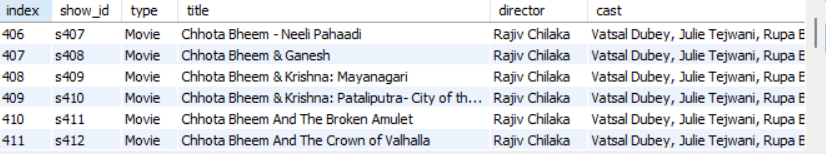 index show_id type title director cast
406 s407 Movie Chhota Bheem - Neeli Pahaadi Rajiv Chilaka Vatsal Dubey, Julie Tejwani, Rupa B
407 s408 Movie Chhota Bheem & Ganesh Rajiv Chilaka Vatsal Dubey, Julie Tejwani, Rupa B
408 s409 Movie Chhota Bheem & Krishna: Mayanagari Rajiv Chilaka Vatsal Dubey, Julie Tejwani, Rupa B
409 s410 Movie Chhota Bheem & Krishna: Pataliputra- City of th... Rajiv Chilaka Vatsal Dubey, Julie Tejwani, Rupa B
410 s411 Movie Chhota Bheem And The Broken Amulet Rajiv Chilaka Vatsal Dubey, Julie Tejwani, Rupa B
411 s412 Movie Chhota Bheem And The Crown of Valhalla Rajiv Chilaka Vatsal Dubey, Julie Tejwani, Rupa B